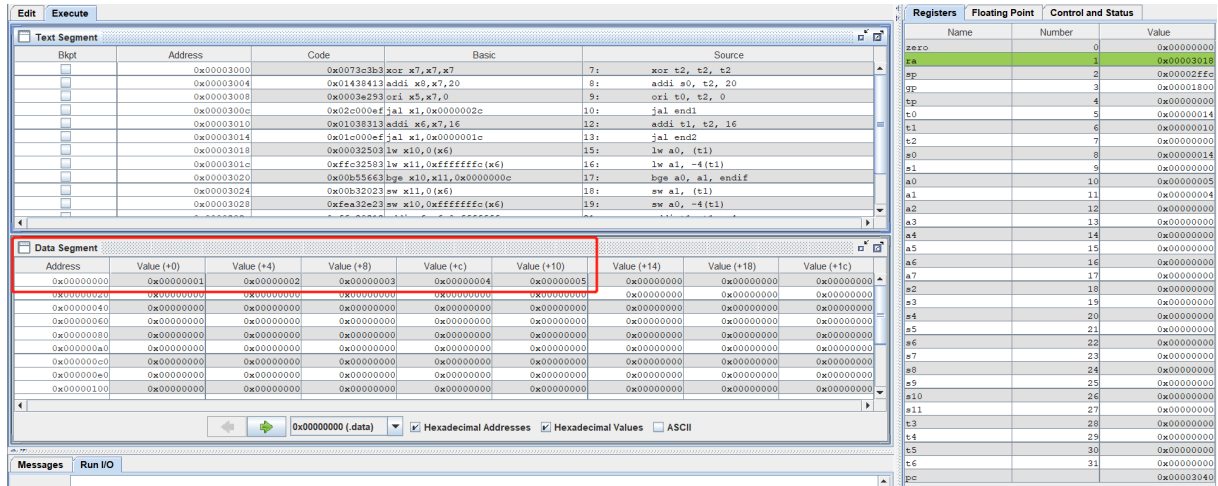 Edit Execute
Text Segment
Bkpt Address Code Basic Source
0x00003000 0x0073c3b3 xor x7,x7,x7 7: xor t2, t2, t2
0x00003004 0x01438413 addi x8,x7,20 8: addi s0, t2, 20
0x00003008 0x0003e293 ori x5,x7,0 9: ori t0, t2, 0
0x0000300c 0x02c000ef jal x1,0x0000002c 10: jal end1
0x00003010 0x01038313 addi x6,x7,16 12: addi t1, t2, 16
0x00003014 0x01c000ef jal x1,0x0000001c 13: jal end2
0x00003018 0x00032503 lw x10,0(x6) 15: lw a0, (t1)
0x0000301c 0xffc32583 lw x11,0xfffffffc(x6) 16: lw a1, -4(t1)
0x00003020 0x00b55663 bge x10,x11,0x0000000c 17: bge a0, a1, endif
0x00003024 0x00b32023 sw x11,0(x6) 18: sw a1, (t1)
0x00003028 0xfea32e23 sw x10,0xfffffffc(x6) 19: sw a0, -4(t1)
Data Segment
Address Value (+0) Value (+4) Value (+8) Value (+c) Value (+10) Value (+14) Value (+18) Value (+1c)
0x00000000 0x00000001 0x00000002 0x00000003 0x00000004 0x00000005 0x00000000 0x00000000 0x00000000
0x00000020 0x00000000 0x00000000 0x00000000 0x00000000 0x00000000 0x00000000 0x00000000 0x00000000
0x00000040 0x00000000 0x00000000 0x00000000 0x00000000 0x00000000 0x00000000 0x00000000 0x00000000
0x00000060 0x00000000 0x00000000 0x00000000 0x00000000 0x00000000 0x00000000 0x00000000 0x00000000
0x00000080 0x00000000 0x00000000 0x00000000 0x00000000 0x00000000 0x00000000 0x00000000 0x00000000
0x000000a0 0x00000000 0x00000000 0x00000000 0x00000000 0x00000000 0x00000000 0x00000000 0x00000000
0x000000c0 0x00000000 0x00000000 0x00000000 0x00000000 0x00000000 0x00000000 0x00000000 0x00000000
0x000000e0 0x00000000 0x00000000 0x00000000 0x00000000 0x00000000 0x00000000 0x00000000 0x00000000
0x00000100 0x00000000 0x00000000 0x00000000 0x00000000 0x00000000 0x00000000 0x00000000 0x00000000
0x00000000 (.data) Hexadecimal Addresses Hexadecimal Values ASCII
Messages Run I/O
Registers Floating Point Control and Status
Name Number Value
zero 0 0x00000000
ra 1 0x00003018
sp 2 0x00002ffc
gp 3 0x00001800
tp 4 0x00000000
t0 5 0x00000014
t1 6 0x00000010
t2 7 0x00000000
s0 8 0x00000014
s1 9 0x00000000
a0 10 0x00000005
a1 11 0x00000004
a2 12 0x00000000
a3 13 0x00000000
a4 14 0x00000000
a5 15 0x00000000
a6 16 0x00000000
a7 17 0x00000000
s2 18 0x00000000
s3 19 0x00000000
s4 20 0x00000000
s5 21 0x00000000
s6 22 0x00000000
s7 23 0x00000000
s8 24 0x00000000
s9 25 0x00000000
s10 26 0x00000000
s11 27 0x00000000
t3 28 0x00000000
t4 29 0x00000000
t5 30 0x00000000
t6 31 0x00000000
pc 0x00003040